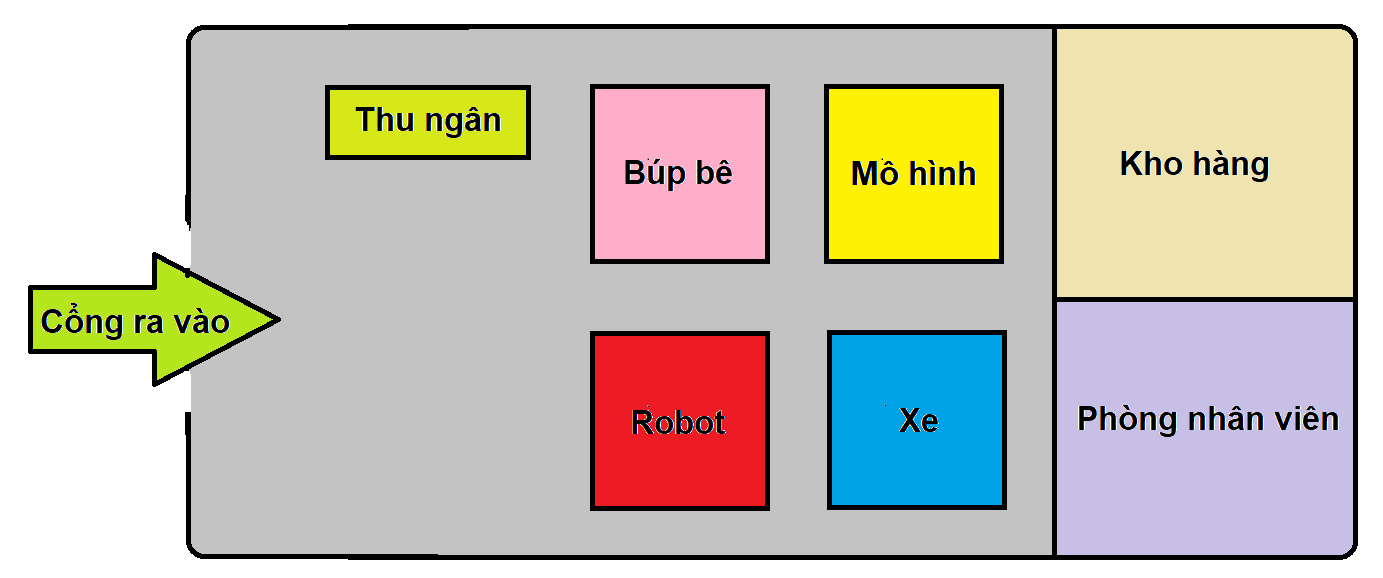 Thu ngân
Búp bê
Mô hình
Kho hàng
Cổng ra vào
Robot
Xe
Phòng nhân viên